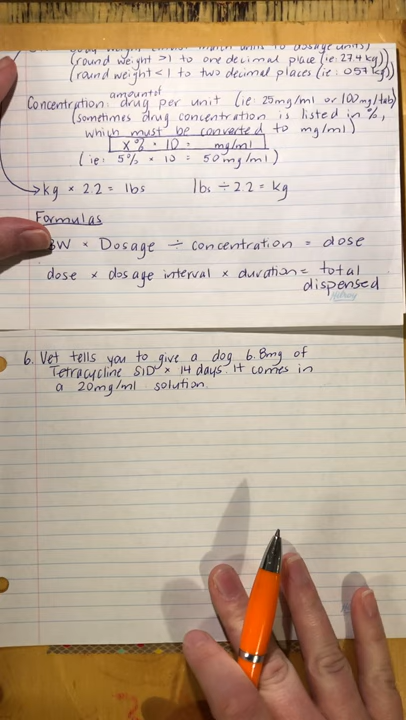 (round weight >1 to one decimal place (ie: 27.4 kg))
(round weight <1 to two decimal places (ie: 0.57 kg))
amount of
Concentration: drug per unit (ie: 25mg/ml or 100mg/tab)
(sometimes drug concentration is listed in %,
which must be converted to mg/ml)
x% · 10 = mg/ml
(ie: 5% × 10 = 50mg/ml)
kg × 2.2 = lbs lbs ÷ 2.2 = kg
Formulas
BW × Dosage ÷ concentration = dose
dose × dosage interval × duration = total
dispensed
6. Vet tells you to give a dog 6.8mg of
Tetracycline SID × 14 days. It comes in
a 20mg/ml solution.